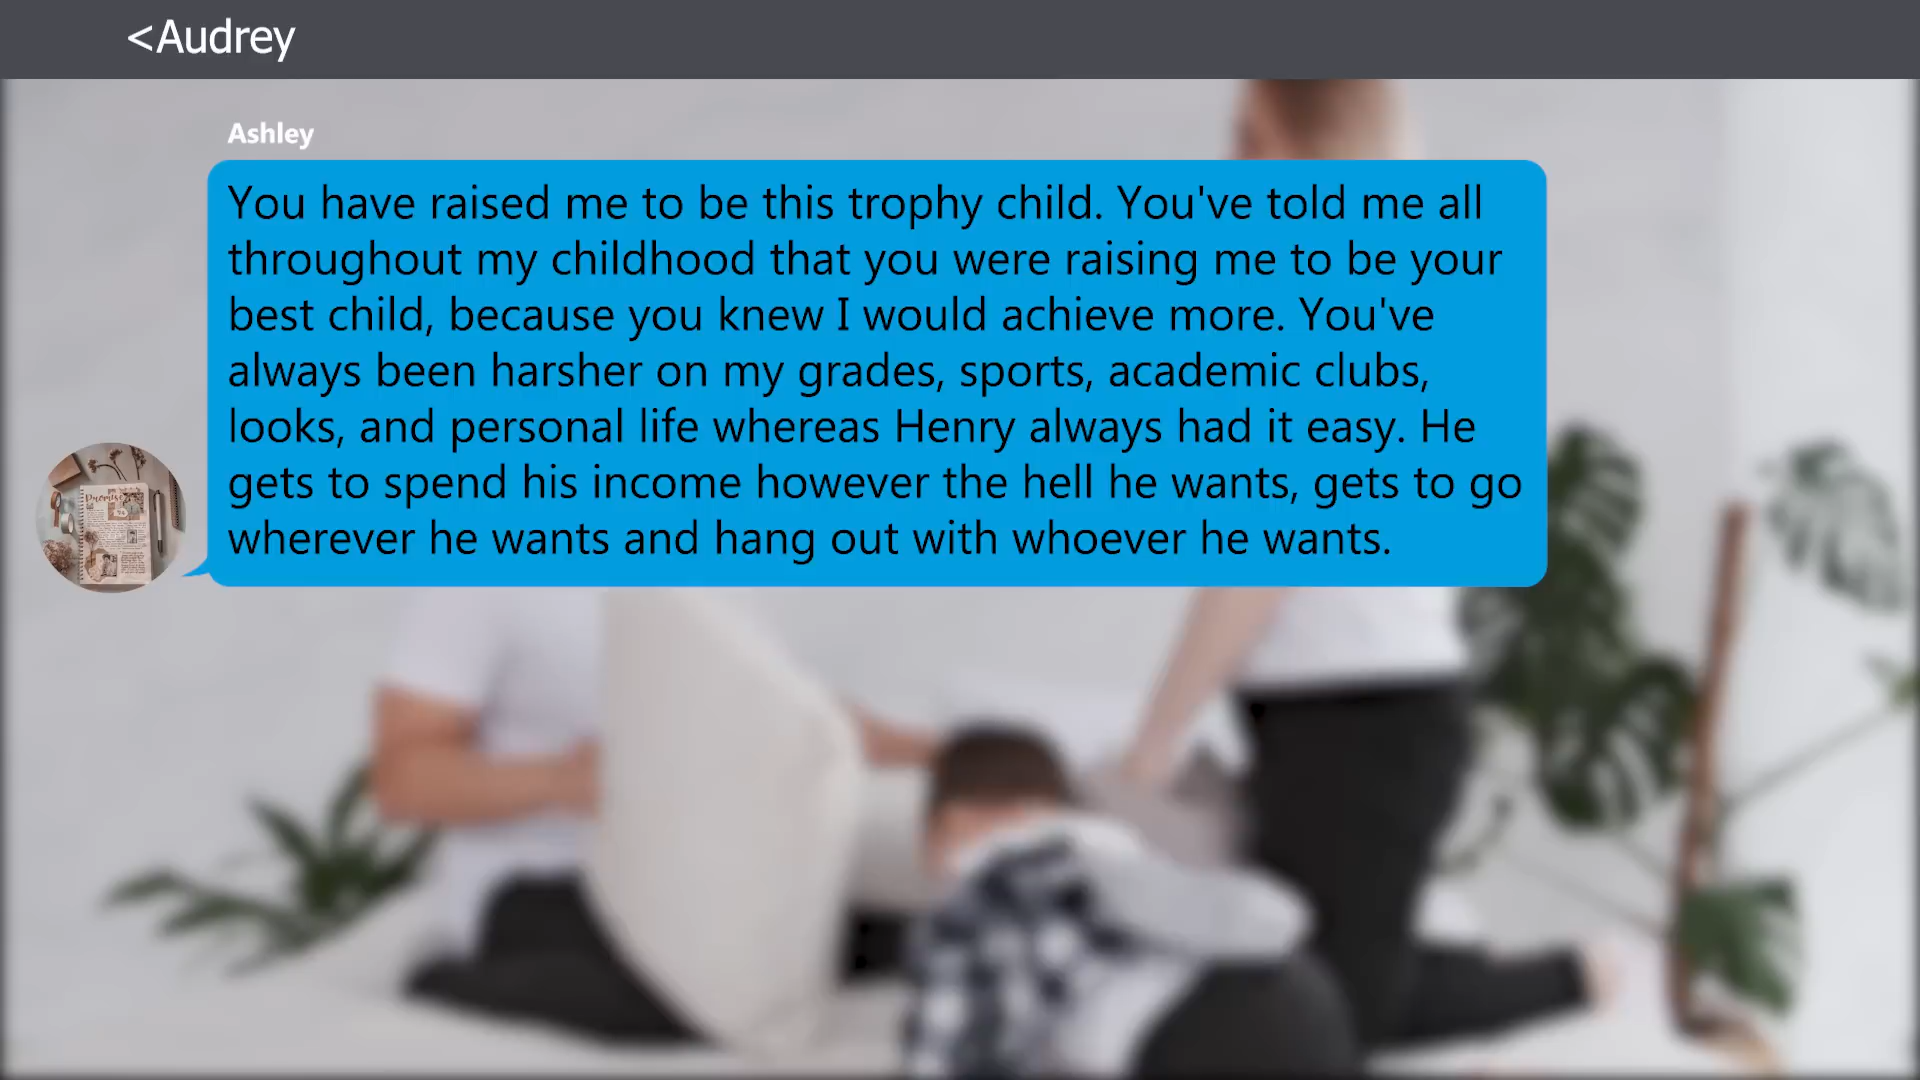 <Audrey
Ashley
You have raised me to be this trophy child. You've told me all
throughout my childhood that you were raising me to be your
best child, because you knew I would achieve more. You've
always been harsher on my grades, sports, academic clubs,
looks, and personal life whereas Henry always had it easy. He
gets to spend his income however the hell he wants, gets to go
wherever he wants and hang out with whoever he wants.
Promise